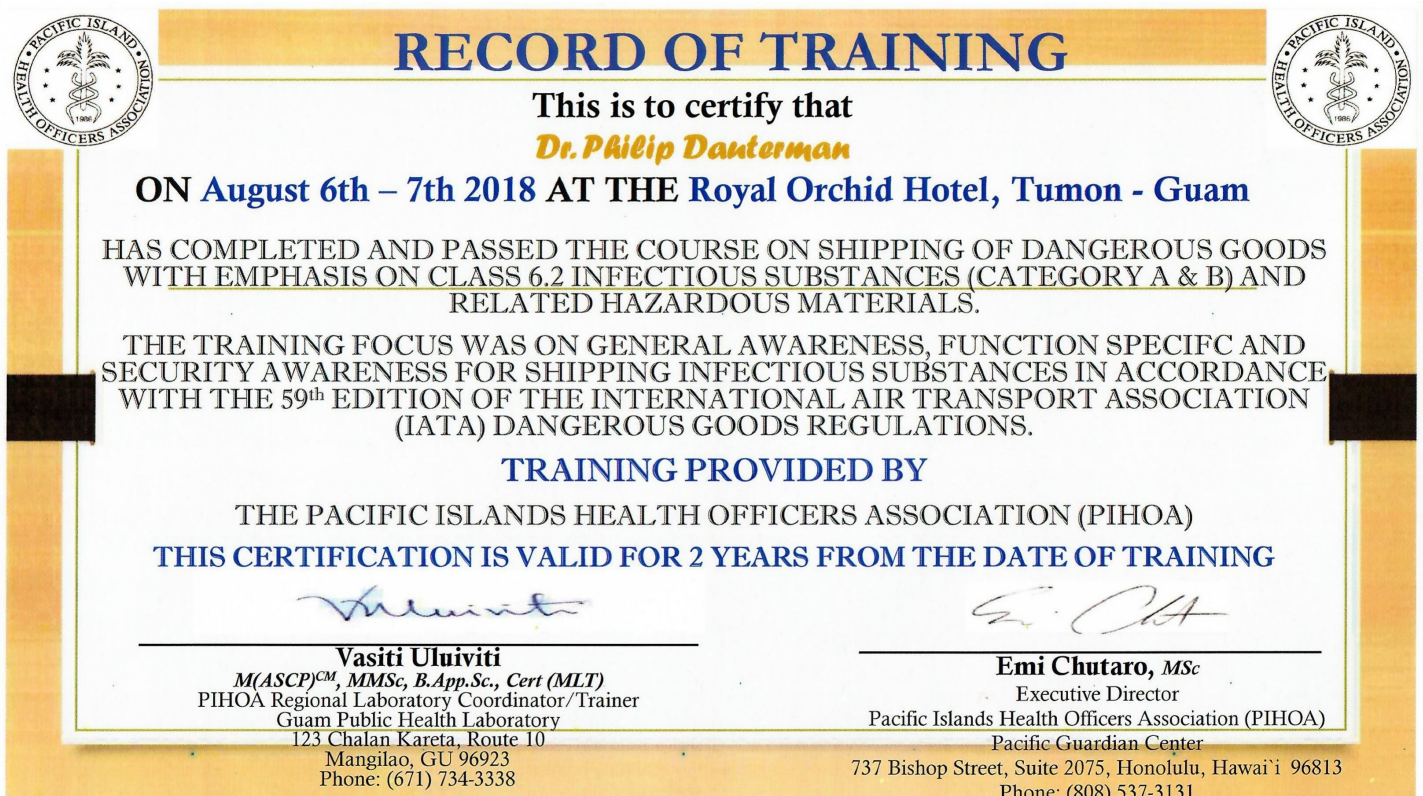 PACIFIC ISLAND HEALTH OFFICERS ASSOCIATION
1986
PACIFIC ISLAND HEALTH OFFICERS ASSOCIATION
1986
RECORD OF TRAINING
This is to certify that
Dr. Philip Dauterman
ON August 6th – 7th 2018 AT THE Royal Orchid Hotel, Tumon - Guam
HAS COMPLETED AND PASSED THE COURSE ON SHIPPING OF DANGEROUS GOODS
WITH EMPHASIS ON CLASS 6.2 INFECTIOUS SUBSTANCES (CATEGORY A & B) AND
RELATED HAZARDOUS MATERIALS.
THE TRAINING FOCUS WAS ON GENERAL AWARENESS, FUNCTION SPECIFC AND
SECURITY AWARENESS FOR SHIPPING INFECTIOUS SUBSTANCES IN ACCORDANCE
WITH THE 59th EDITION OF THE INTERNATIONAL AIR TRANSPORT ASSOCIATION
(IATA) DANGEROUS GOODS REGULATIONS.
TRAINING PROVIDED BY
THE PACIFIC ISLANDS HEALTH OFFICERS ASSOCIATION (PIHOA)
THIS CERTIFICATION IS VALID FOR 2 YEARS FROM THE DATE OF TRAINING
Vasiti Uluiviti
M(ASCP)CM, MMSc, B.App.Sc., Cert (MLT)
PIHOA Regional Laboratory Coordinator/Trainer
Guam Public Health Laboratory
123 Chalan Kareta, Route 10
Mangilao, GU 96923
Phone: (671) 734-3338
Emi Chutaro, MSc
Executive Director
Pacific Islands Health Officers Association (PIHOA)
Pacific Guardian Center
737 Bishop Street, Suite 2075, Honolulu, Hawai`i 96813
Phone: (808) 537-3131